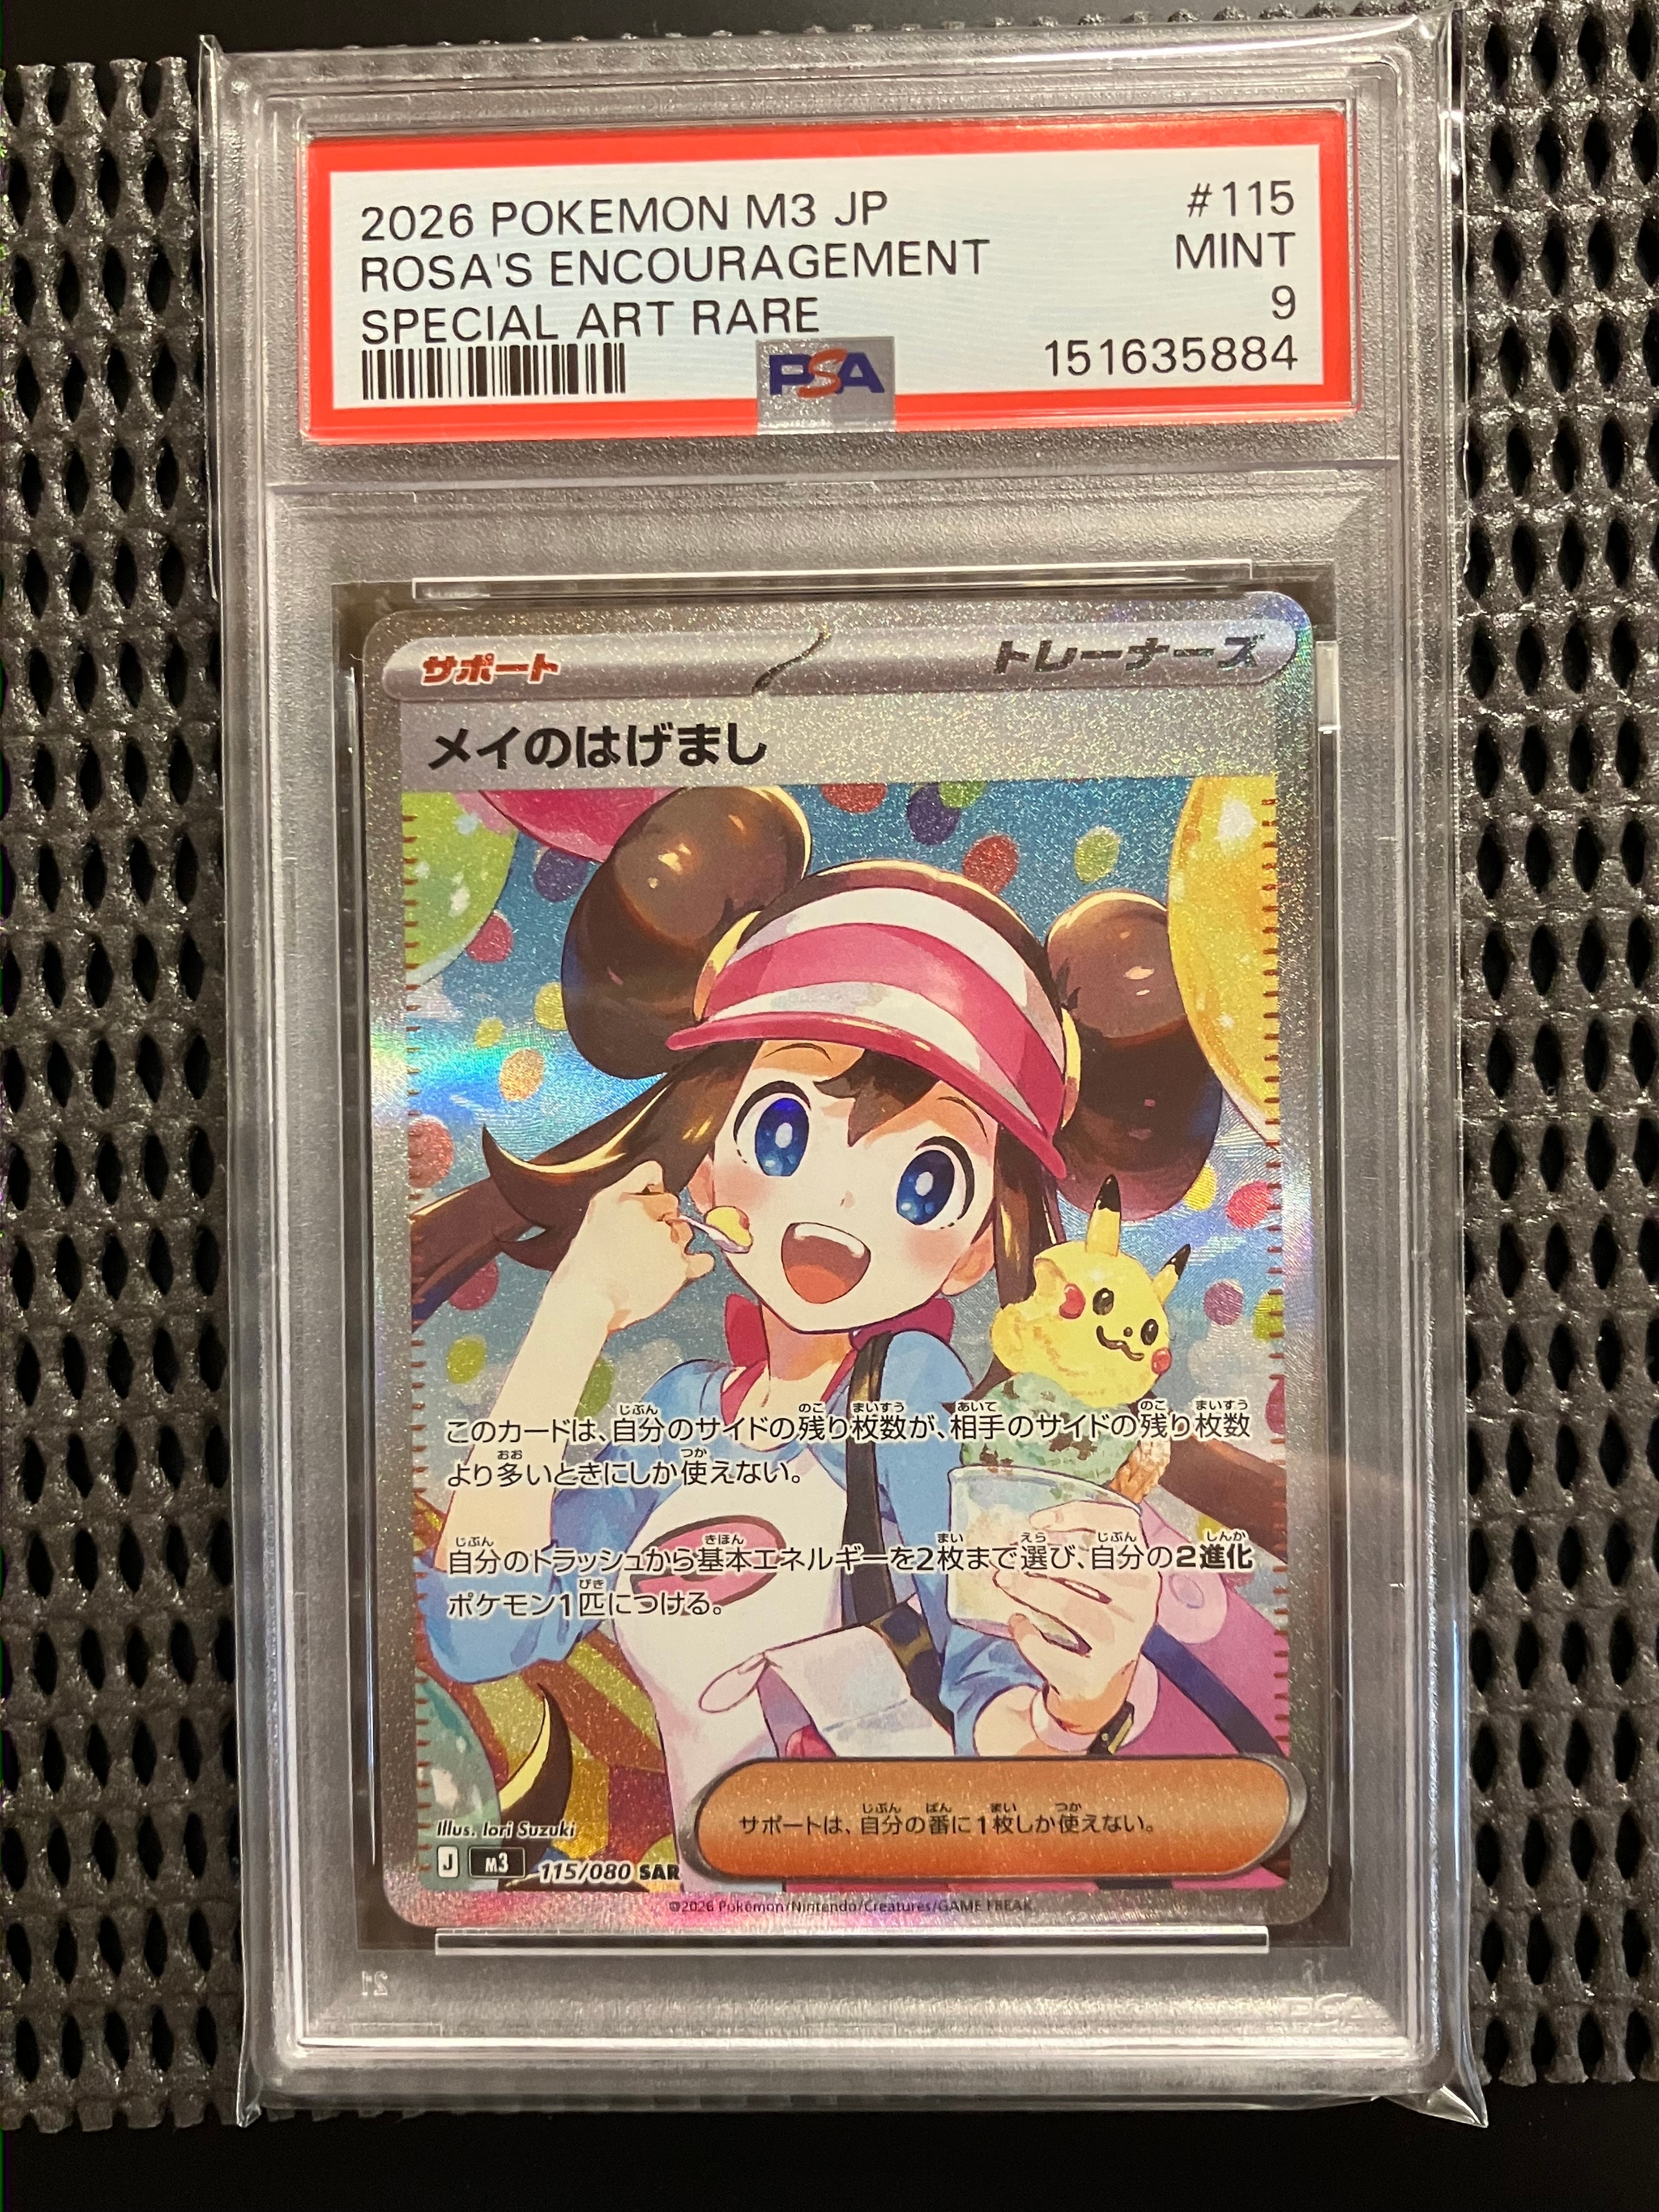 2026 POKEMON M3 JP
#115
ROSA'S ENCOURAGEMENT
MINT
SPECIAL ART RARE
9
PSA
151635884
サポート
トレーナーズ
メイのはげまし
このカードは、自分のサイドの残り枚数が、相手のサイドの残り枚数
より多いときにしか使えない。
自分のトラッシュから基本エネルギーを2枚まで選び、自分の2進化
ポケモン1匹につける。
サポートは、自分の番に1枚しか使えない。
Illus. Iori Suzuki
J M3 115/080 SAR
©2026 Pokémon/Nintendo/Creatures/GAME FREAK.
21
PSA